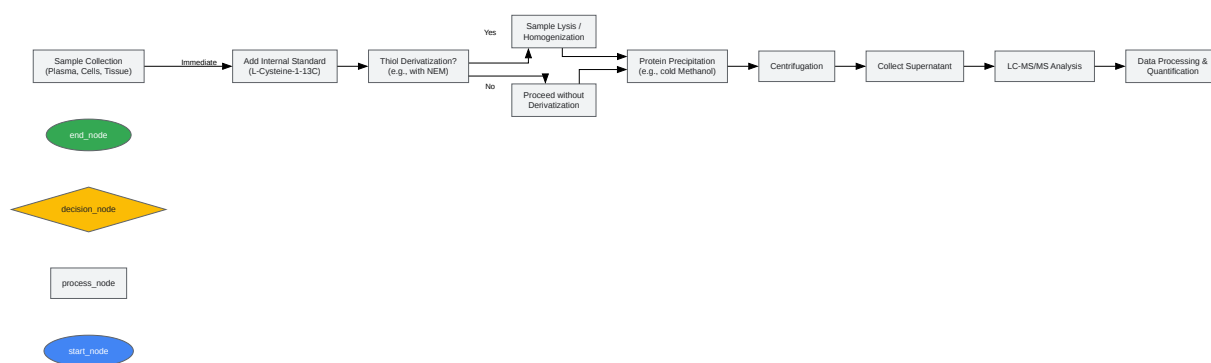 Sample Collection
(Plasma, Cells, Tissue)
Immediate
Add Internal Standard
(L-Cysteine-1-13C)
Thiol Derivatization?
(e.g., with NEM)
Yes
No
Sample Lysis /
Homogenization
Proceed without
Derivatization
Protein Precipitation
(e.g., cold Methanol)
Centrifugation
Collect Supernatant
LC-MS/MS Analysis
Data Processing &
Quantification
end_node
decision_node
process_node
start_node